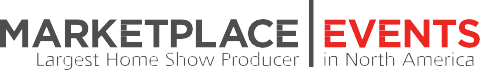 MARKETPLACE EVENTS
Largest Home Show Producer in North America